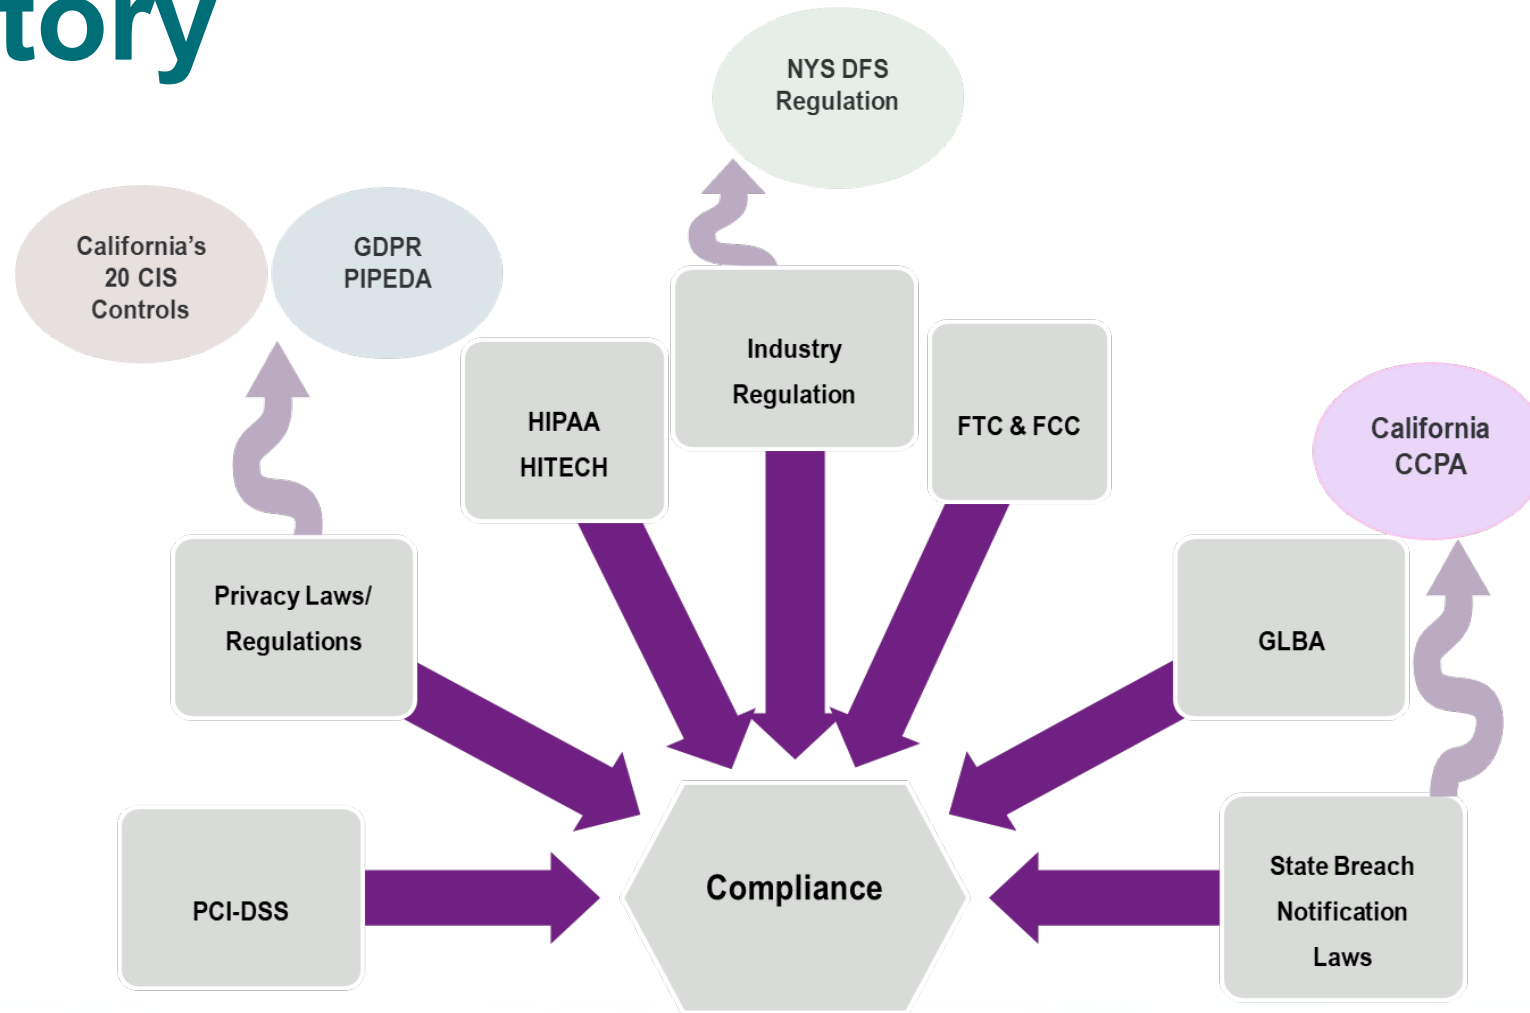 tory
NYS DFS
Regulation
California’s
20 CIS
Controls
GDPR
PIPEDA
Industry
Regulation
HIPAA
HITECH
FTC & FCC
California
CCPA
Privacy Laws/
Regulations
GLBA
PCI-DSS
Compliance
State Breach
Notification
Laws